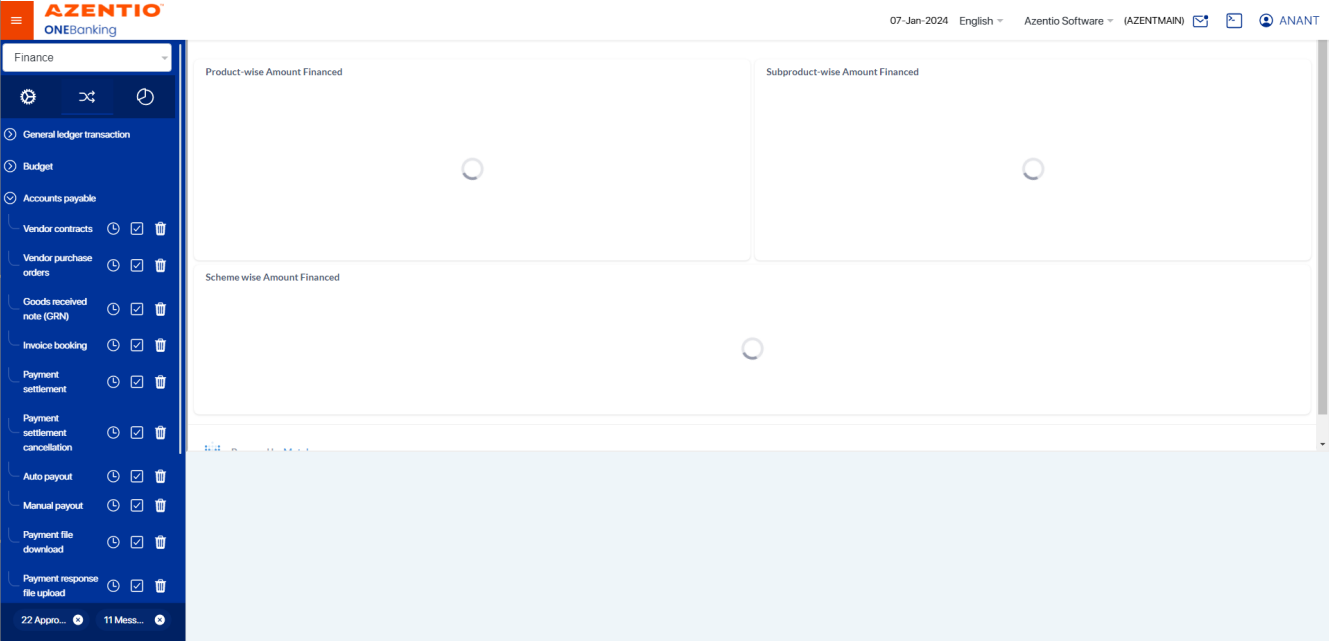 AZENTIO
ONEBanking
07-Jan-2024 English Azentio Software (AZENTMAIN) ANANT
Finance
General ledger transaction
Budget
Accounts payable
Vendor contracts
Vendor purchase
orders
Goods received
note (GRN)
Invoice booking
Payment
settlement
Payment
settlement
cancellation
Auto payout
Manual payout
Payment file
download
Payment response
file upload
22 Appro... 11 Mess...
Product-wise Amount Financed
Subproduct-wise Amount Financed
Scheme wise Amount Financed